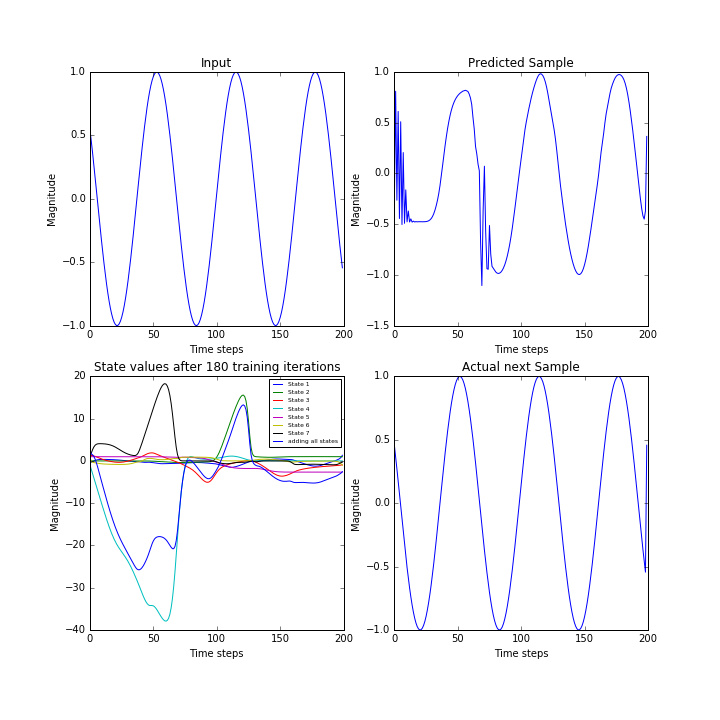 Input
1.0
0.5
0.0
−0.5
−1.0
Magnitude
0 50 100 150 200
Time steps
Predicted Sample
1.0
0.5
0.0
−0.5
−1.0
−1.5
Magnitude
0 50 100 150 200
Time steps
State values after 180 training iterations
20
10
0
−10
−20
−30
−40
Magnitude
State 1
State 2
State 3
State 4
State 5
State 6
State 7
adding all states
0 50 100 150 200
Time steps
Actual next Sample
1.0
0.5
0.0
−0.5
−1.0
Magnitude
0 50 100 150 200
Time steps